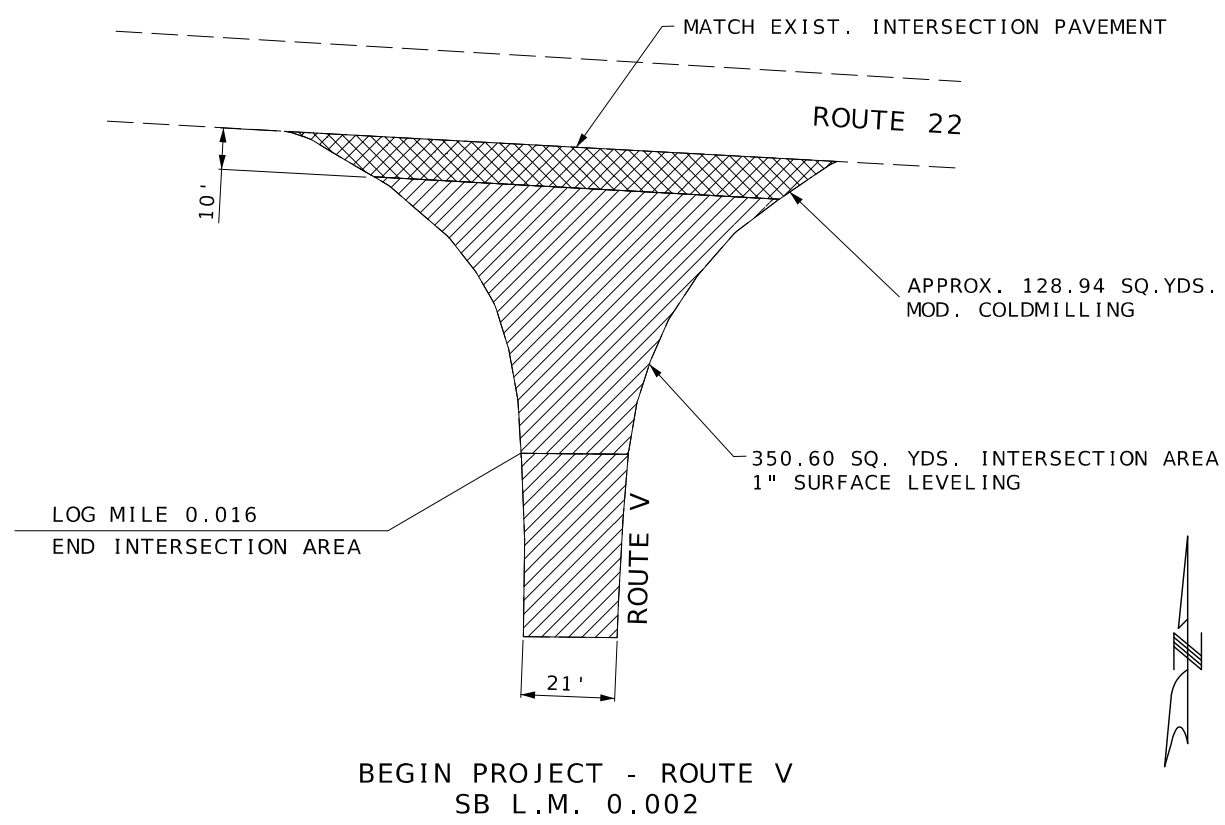 MATCH EXIST. INTERSECTION PAVEMENT
ROUTE 22
10'
APPROX. 128.94 SQ.YDS.
MOD. COLDMILLING
350.60 SQ. YDS. INTERSECTION AREA
1" SURFACE LEVELING
LOG MILE 0.016
END INTERSECTION AREA
ROUTE V
21'
N
BEGIN PROJECT - ROUTE V
SB L.M. 0.002